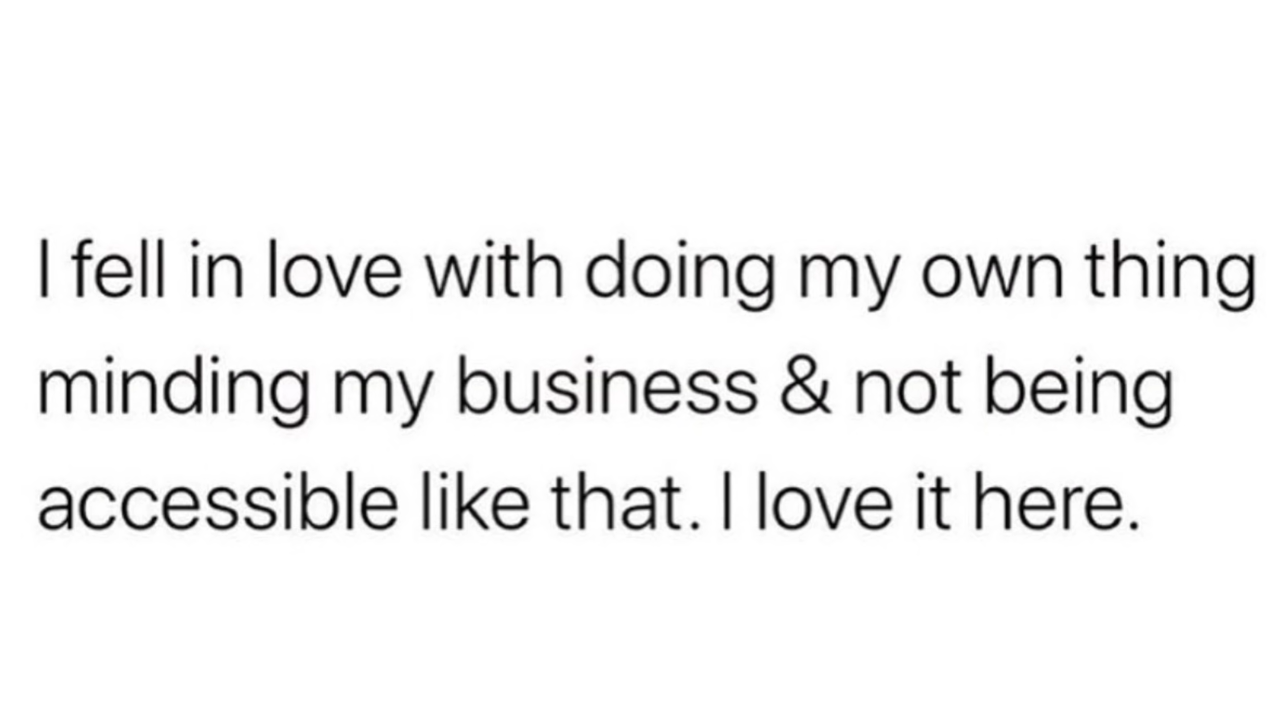 I fell in love with doing my own thing
minding my business & not being
accessible like that. I love it here.